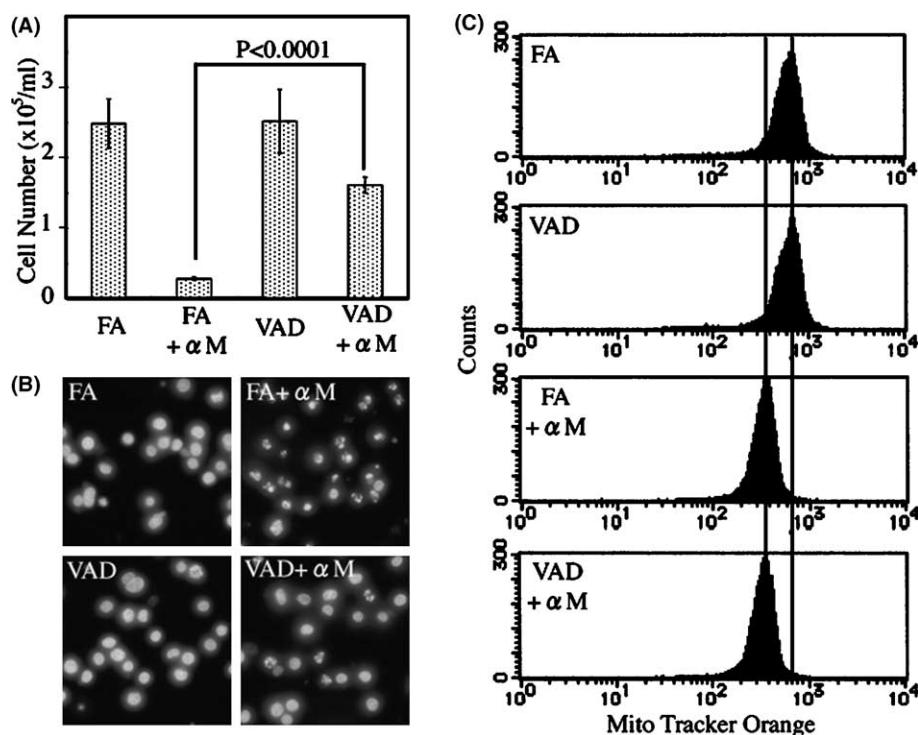 (A)
P<0.0001
Cell Number (x10⁵/ml)
3
2
1
0
FA
FA
+ αM
VAD
VAD
+ αM
(B)
FA
FA+ αM
VAD
VAD+ αM
(C)
Counts
300
0
FA
10⁰ 10¹ 10² 10³ 10⁴
300
0
VAD
10⁰ 10¹ 10² 10³ 10⁴
300
0
FA
+ αM
10⁰ 10¹ 10² 10³ 10⁴
300
0
VAD
+ αM
10⁰ 10¹ 10² 10³ 10⁴
Mito Tracker Orange